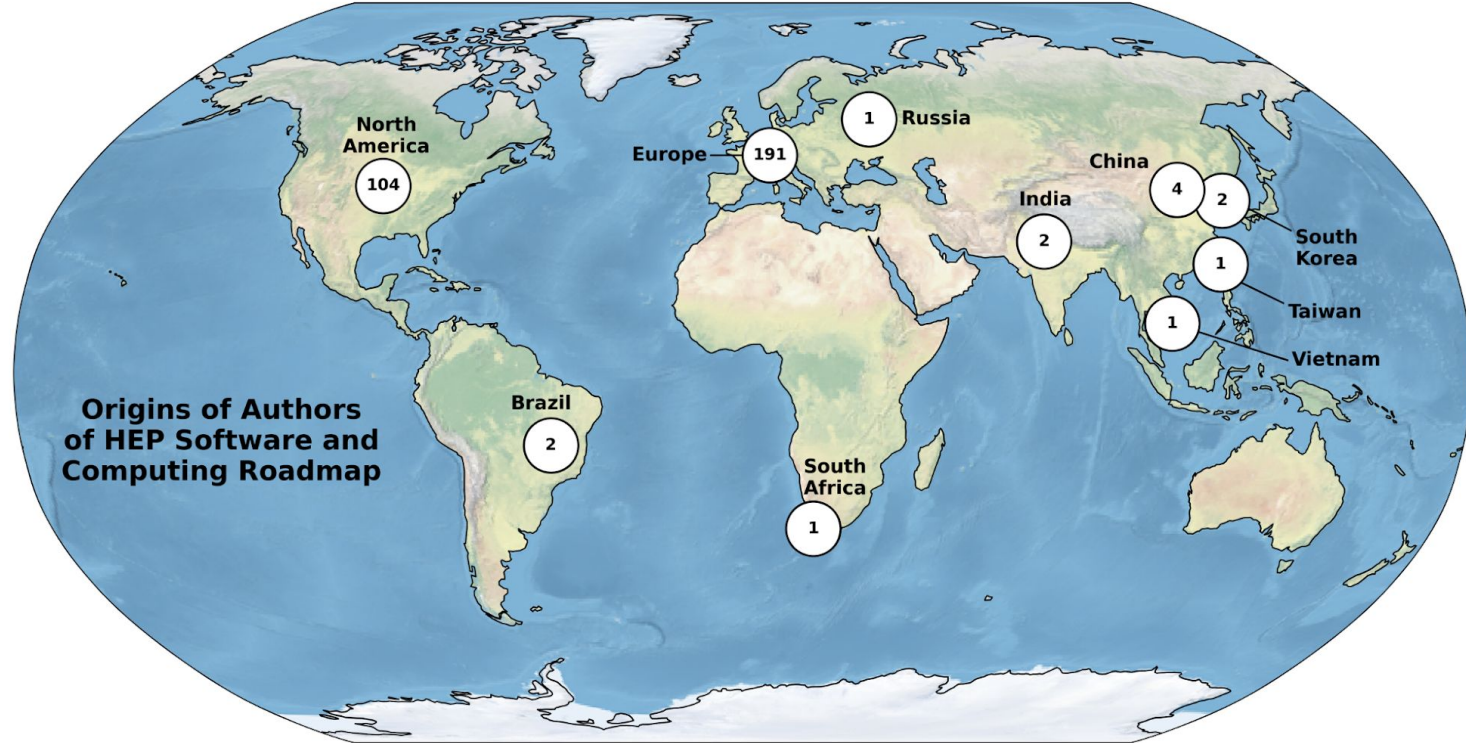 North
America
104
Europe
191
1
Russia
China
4
2
South
Korea
India
2
1
Taiwan
1
Vietnam
Origins of Authors
of HEP Software and
Computing Roadmap
Brazil
2
South
Africa
1